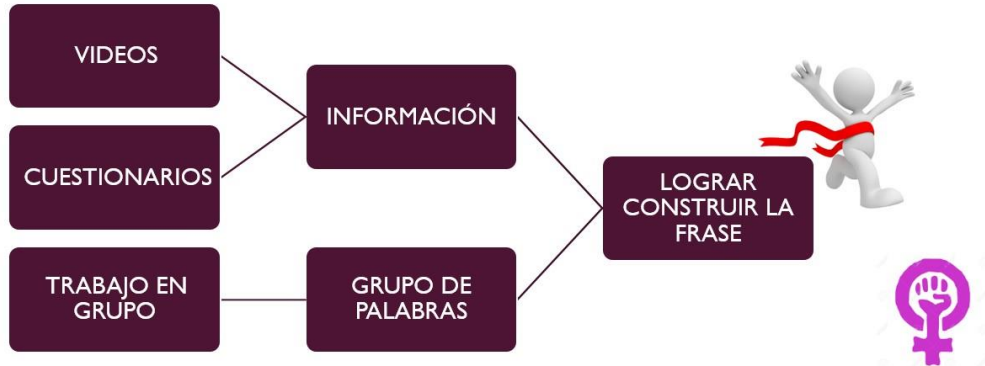 VIDEOS
CUESTIONARIOS
TRABAJO EN
GRUPO
INFORMACIÓN
GRUPO DE
PALABRAS
LOGRAR
CONSTRUIR LA
FRASE